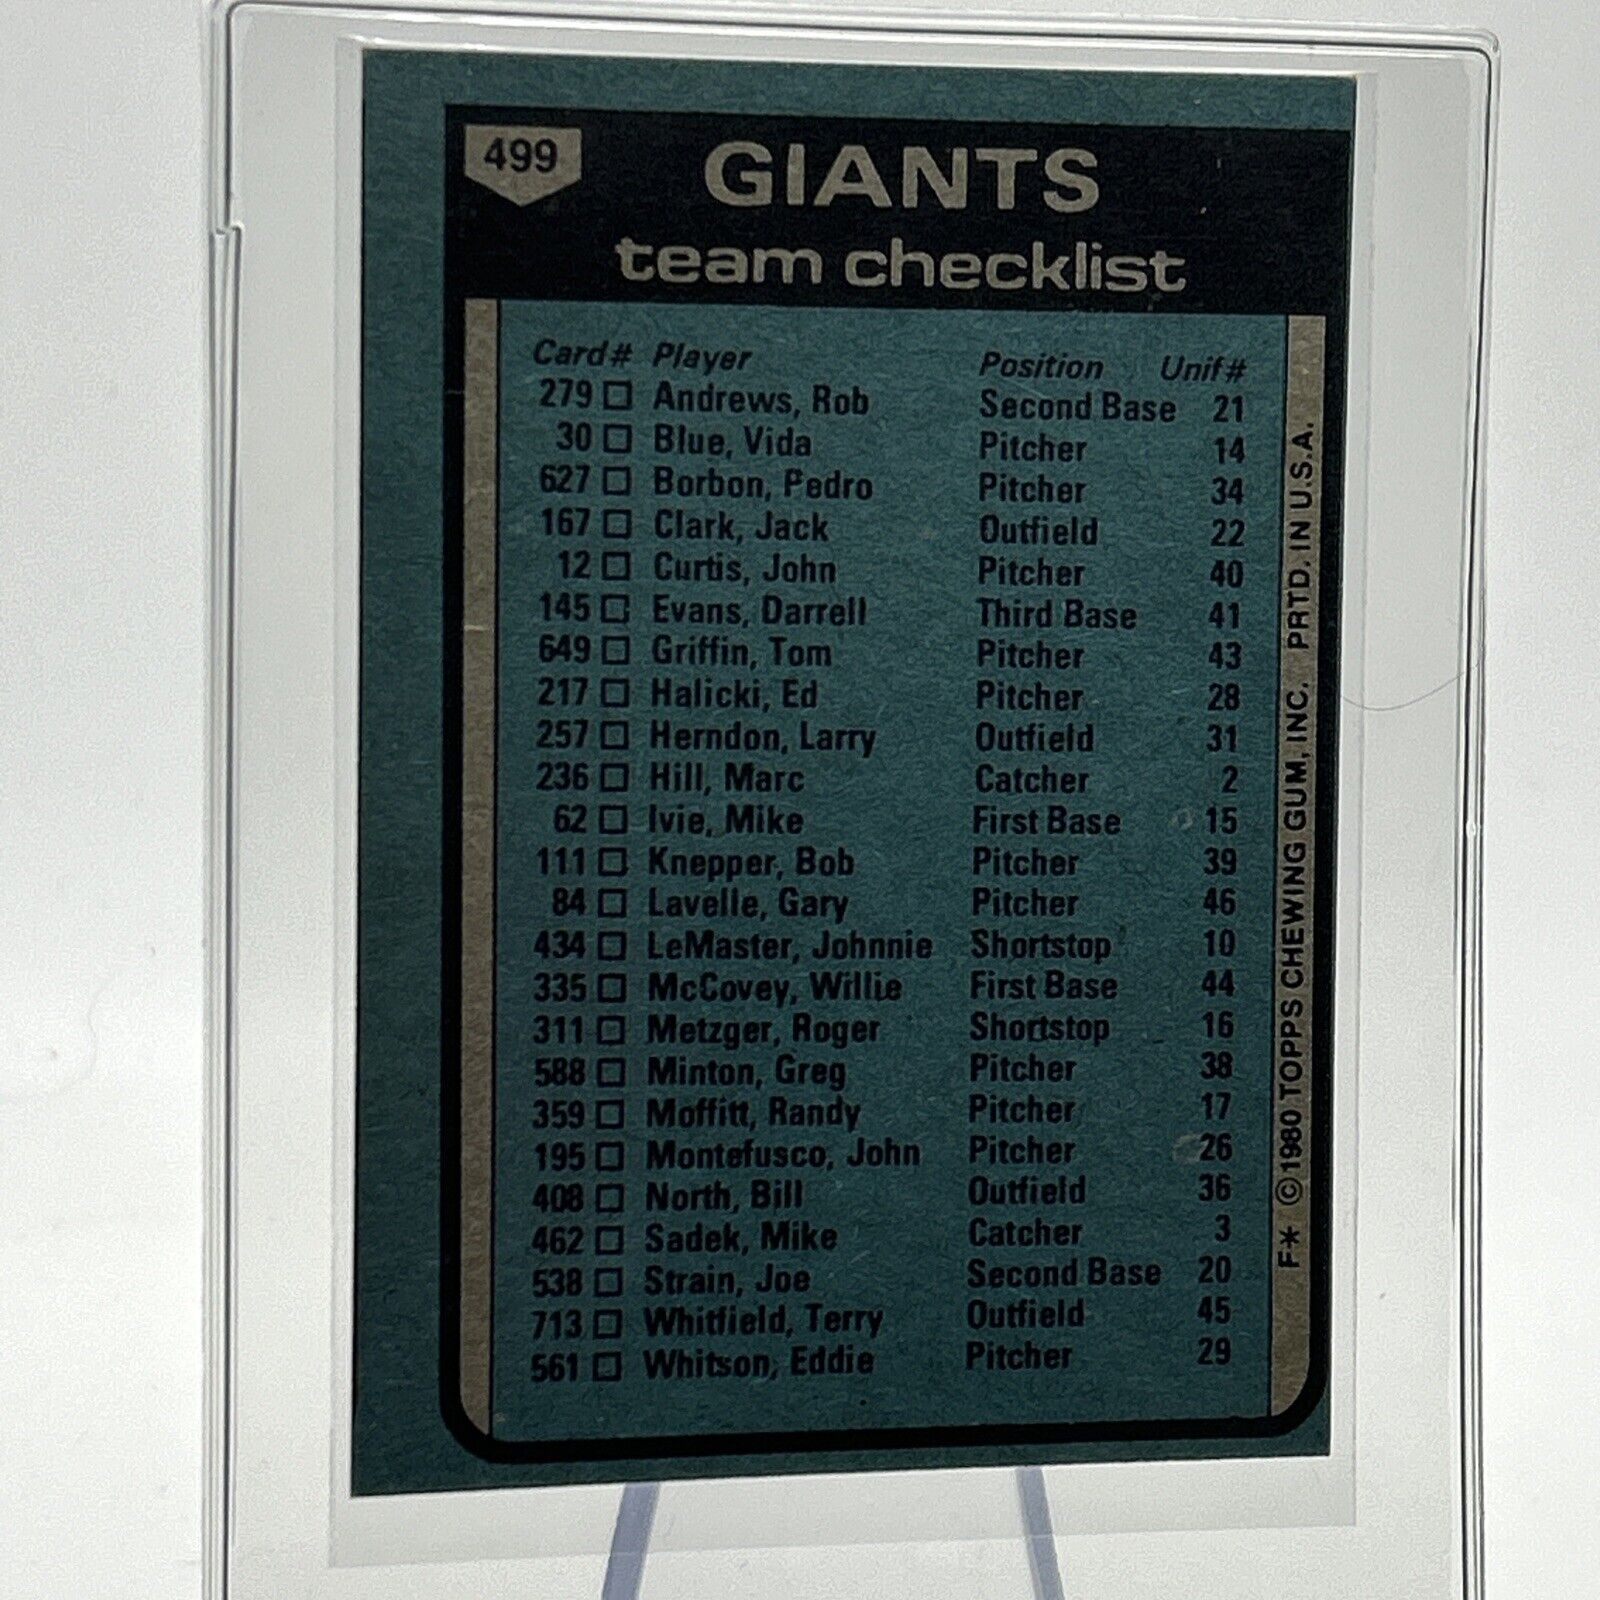 499
GIANTS
team checklist
Card# Player Position Unif#
279 Andrews, Rob Second Base 21
30 Blue, Vida Pitcher 14
627 Borbon, Pedro Pitcher 34
167 Clark, Jack Outfield 22
12 Curtis, John Pitcher 40
145 Evans, Darrell Third Base 41
649 Griffin, Tom Pitcher 43
217 Halicki, Ed Pitcher 28
257 Herndon, Larry Outfield 31
236 Hill, Marc Catcher 2
62 Ivie, Mike First Base 15
111 Knepper, Bob Pitcher 39
84 Lavelle, Gary Pitcher 46
434 LeMaster, Johnnie Shortstop 10
335 McCovey, Willie First Base 44
311 Metzger, Roger Shortstop 16
588 Minton, Greg Pitcher 38
359 Moffitt, Randy Pitcher 17
195 Montefusco, John Pitcher 26
408 North, Bill Outfield 36
462 Sadek, Mike Catcher 3
538 Strain, Joe Second Base 20
713 Whitfield, Terry Outfield 45
561 Whitson, Eddie Pitcher 29
F* ©1980 TOPPS CHEWING GUM, INC. PRTD. IN U.S.A.